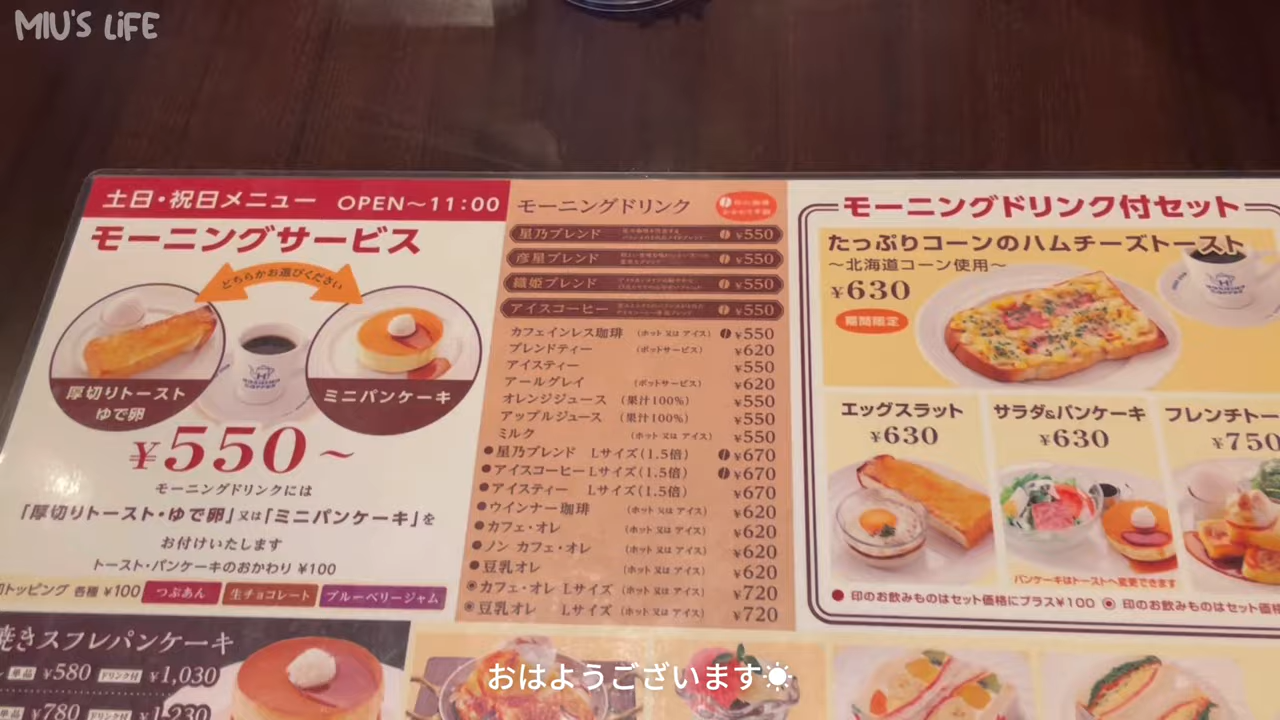 MIU'S LiFE
土日・祝日メニュー OPEN〜11:00
モーニングサービス
どちらかお選びください
厚切りトースト
ゆで卵
ミニパンケーキ
¥550〜
モーニングドリンクには
「厚切りトースト・ゆで卵」又は「ミニパンケーキ」を
お付けいたします
トースト・パンケーキのおかわり ¥100
トッピング 各種 ¥100 つぶあん 生チョコレート ブルーベリージャム
焼きスフレパンケーキ
単品 ¥580 ドリンク付 ¥1,030
単品 ¥780 ドリンク付 ¥1,230
モーニングドリンク
星乃ブレンド ¥550
彦星ブレンド ¥550
織姫ブレンド ¥550
アイスコーヒー ¥550
カフェインレス珈琲 (ホット 又は アイス) ¥550
ブレンドティー (ポットサービス) ¥620
アイスティー ¥550
アールグレイ (ポットサービス) ¥620
オレンジジュース (果汁100%) ¥550
アップルジュース (果汁100%) ¥550
ミルク (ホット 又は アイス) ¥550
●星乃ブレンド Lサイズ(1.5倍) ¥670
●アイスコーヒー Lサイズ(1.5倍) ¥670
●アイスティー Lサイズ(1.5倍) ¥670
●ウインナー珈琲 (ホット 又は アイス) ¥620
●カフェ・オレ (ホット 又は アイス) ¥620
●ノン カフェ・オレ (ホット 又は アイス) ¥620
●豆乳オレ (ホット 又は アイス) ¥620
◉カフェ・オレ Lサイズ (ホット 又は アイス) ¥720
◉豆乳オレ Lサイズ (ホット 又は アイス) ¥720
モーニングドリンク付セット
たっぷりコーンのハムチーズトースト
〜北海道コーン使用〜
¥630
期間限定
エッグスラット
¥630
サラダ&パンケーキ
¥630
パンケーキはトーストへ変更できます
フレンチトー
¥750
●印のお飲みものはセット価格にプラス¥100 ◉印のお飲みものはセット価格
おはようございます☀